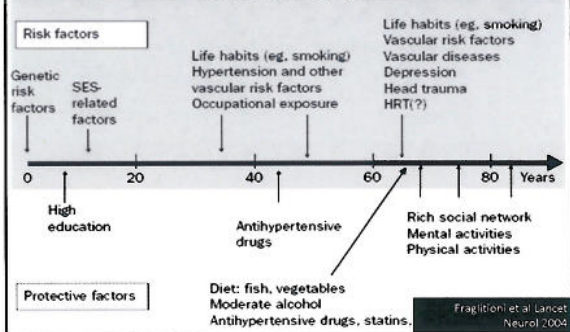 Risk factors
Genetic
risk
factors
SES-
related
factors
Life habits (eg, smoking)
Hypertension and other
vascular risk factors
Occupational exposure
Life habits (eg, smoking)
Vascular risk factors
Vascular diseases
Depression
Head trauma
HRT(?)
0
20
40
60
80
Years
High
education
Antihypertensive
drugs
Rich social network
Mental activities
Physical activities
Diet: fish, vegetables
Moderate alcohol
Antihypertensive drugs, statins,
Protective factors
Fraglitioni et al Lancet
Neurol 2004